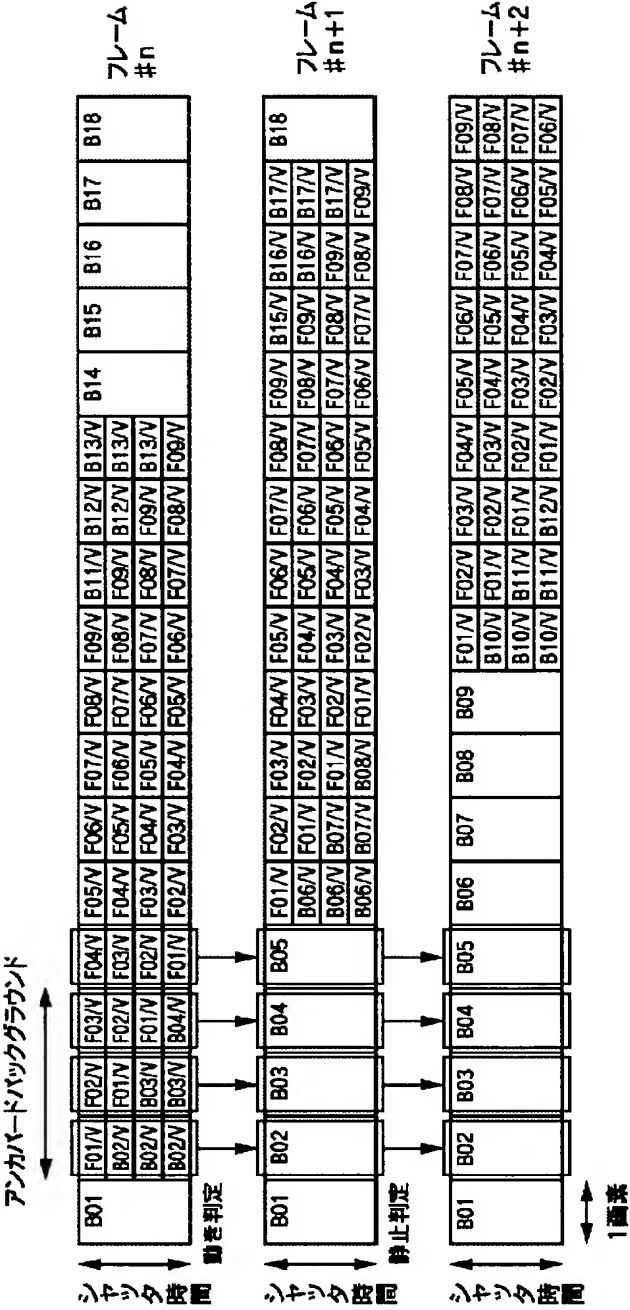 アンカバードバックグラウンド
B01 F01/V F02/V F03/V F04/V F05/V F06/V F07/V F08/V F09/V B11/V B12/V B13/V B14 B15 B16 B17 B18
B02/V F01/V F02/V F03/V F04/V F05/V F06/V F07/V F08/V F09/V B12/V B13/V
B02/V B03/V F01/V F02/V F03/V F04/V F05/V F06/V F07/V F08/V F09/V B13/V
B02/V B03/V B04/V F01/V F02/V F03/V F04/V F05/V F06/V F07/V F08/V F09/V
シャッタ時間
フレーム
#n
動き判定
B01 B02 B03 B04 B05 F01/V F02/V F03/V F04/V F05/V F06/V F07/V F08/V F09/V B15/V B16/V B17/V B18
B06/V F01/V F02/V F03/V F04/V F05/V F06/V F07/V F08/V F09/V B16/V B17/V
B06/V B07/V F01/V F02/V F03/V F04/V F05/V F06/V F07/V F08/V F09/V B17/V
B06/V B07/V B08/V F01/V F02/V F03/V F04/V F05/V F06/V F07/V F08/V F09/V
シャッタ時間
フレーム
#n+1
静止判定
B01 B02 B03 B04 B05 B06 B07 B08 B09 F01/V F02/V F03/V F04/V F05/V F06/V F07/V F08/V F09/V
B10/V F01/V F02/V F03/V F04/V F05/V F06/V F07/V F08/V
B10/V B11/V F01/V F02/V F03/V F04/V F05/V F06/V F07/V
B10/V B11/V B12/V F01/V F02/V F03/V F04/V F05/V F06/V
シャッタ時間
フレーム
#n+2
1画素